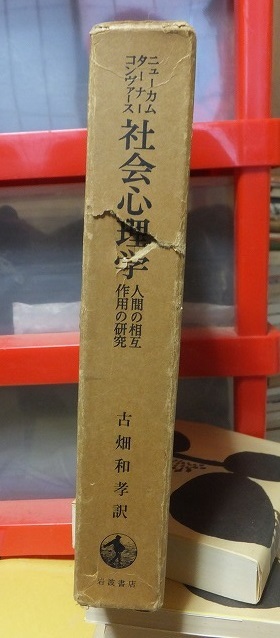 ニューカム
ターナー
コンヴァース
社会心理学
人間の相互
作用の研究
古畑和孝訳
岩波書店